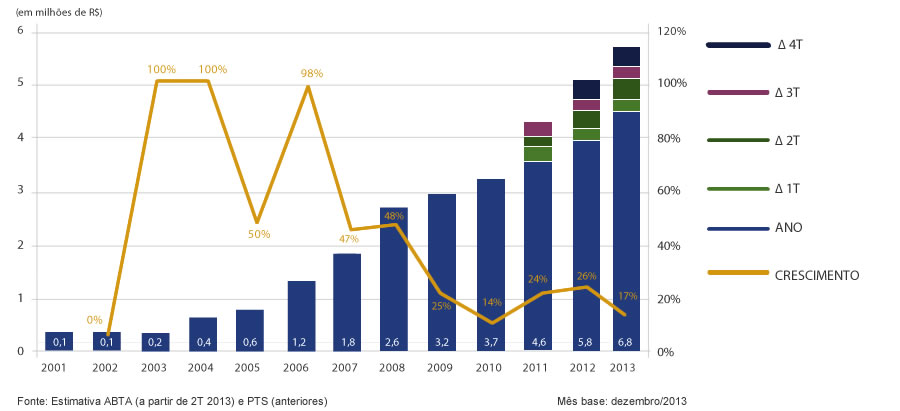 (em milhões de R$)
6 120%
5 100%
4 80%
3 60%
2 40%
1 20%
0 0%
100% 100% 98%
0% 50% 47% 48% 25% 14% 24% 26% 17%
0,1 0,1 0,2 0,4 0,6 1,2 1,8 2,6 3,2 3,7 4,6 5,8 6,8
2001 2002 2003 2004 2005 2006 2007 2008 2009 2010 2011 2012 2013
Δ 4T
Δ 3T
Δ 2T
Δ 1T
ANO
CRESCIMENTO
Fonte: Estimativa ABTA (a partir de 2T 2013) e PTS (anteriores) Mês base: dezembro/2013